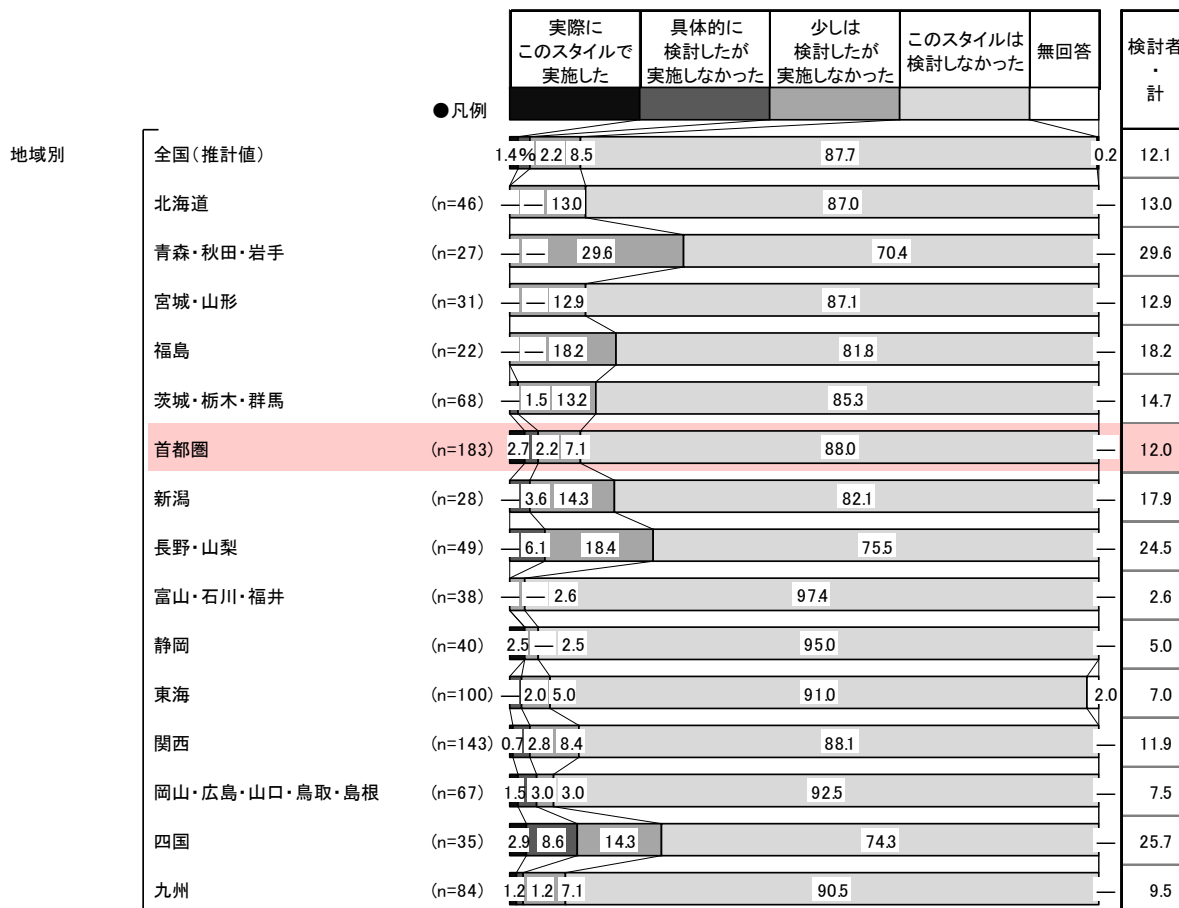 実際に
このスタイルで
実施した
具体的に
検討したが
実施しなかった
少しは
検討したが
実施しなかった
このスタイルは
検討しなかった
無回答
検討者
・
計
●凡例
地域別 全国(推計値) 1.4% 2.2 8.5 87.7 0.2 12.1
北海道 (n=46) — — 13.0 87.0 — 13.0
青森・秋田・岩手 (n=27) — — 29.6 70.4 — 29.6
宮城・山形 (n=31) — — 12.9 87.1 — 12.9
福島 (n=22) — — 18.2 81.8 — 18.2
茨城・栃木・群馬 (n=68) — 1.5 13.2 85.3 — 14.7
首都圏 (n=183) 2.7 2.2 7.1 88.0 — 12.0
新潟 (n=28) — 3.6 14.3 82.1 — 17.9
長野・山梨 (n=49) — 6.1 18.4 75.5 — 24.5
富山・石川・福井 (n=38) — — 2.6 97.4 — 2.6
静岡 (n=40) 2.5 — 2.5 95.0 — 5.0
東海 (n=100) — 2.0 5.0 91.0 2.0 7.0
関西 (n=143) 0.7 2.8 8.4 88.1 — 11.9
岡山・広島・山口・鳥取・島根 (n=67) 1.5 3.0 3.0 92.5 — 7.5
四国 (n=35) 2.9 8.6 14.3 74.3 — 25.7
九州 (n=84) 1.2 1.2 7.1 90.5 — 9.5